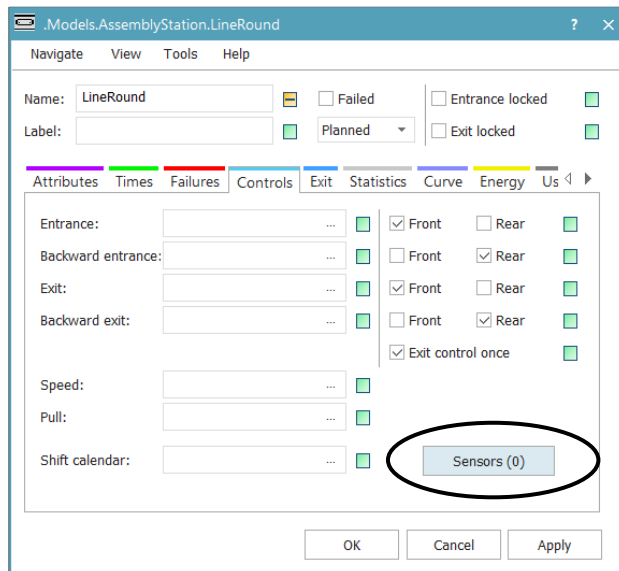 .Models.AssemblyStation.LineRound ? ×
Navigate View Tools Help
Name: LineRound Failed Entrance locked
Label: Planned Exit locked
Attributes Times Failures Controls Exit Statistics Curve Energy Us
Entrance: ... Front Rear
Backward entrance: ... Front Rear
Exit: ... Front Rear
Backward exit: ... Front Rear
Exit control once
Speed: ...
Pull: ...
Shift calendar: ... Sensors (0)
OK Cancel Apply